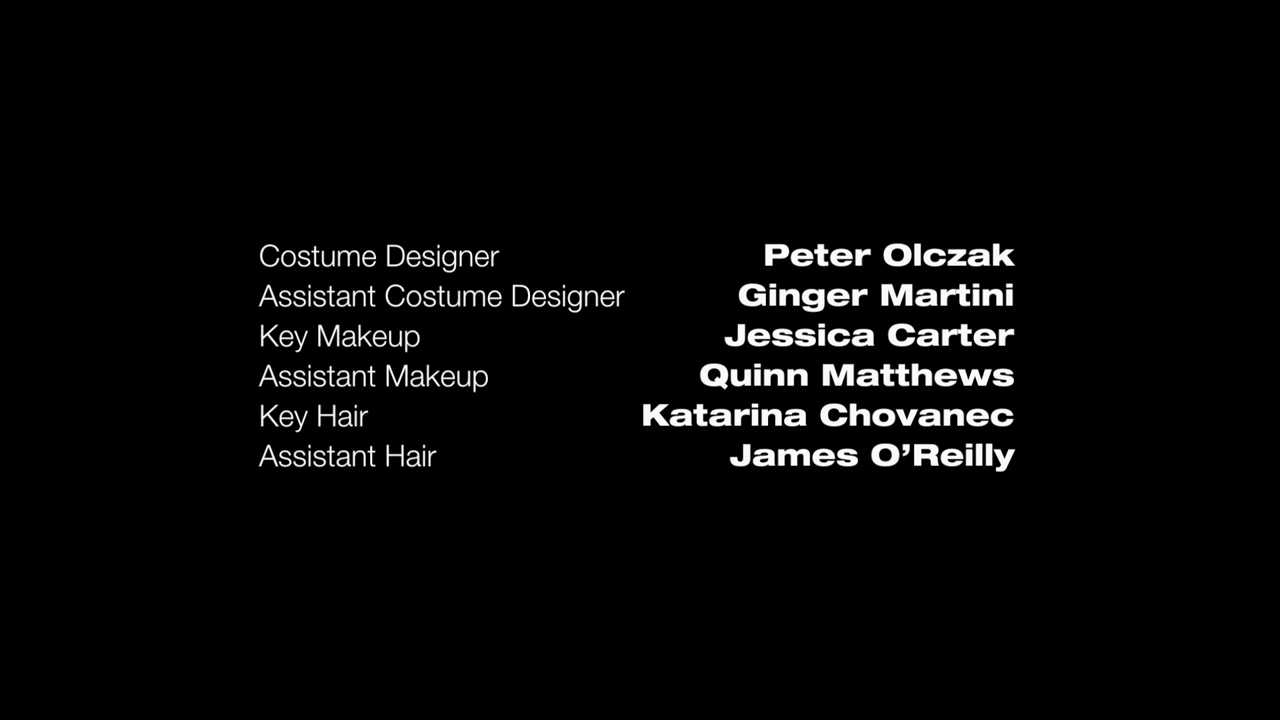 Costume Designer Peter Olczak
Assistant Costume Designer Ginger Martini
Key Makeup Jessica Carter
Assistant Makeup Quinn Matthews
Key Hair Katarina Chovanec
Assistant Hair James O’Reilly